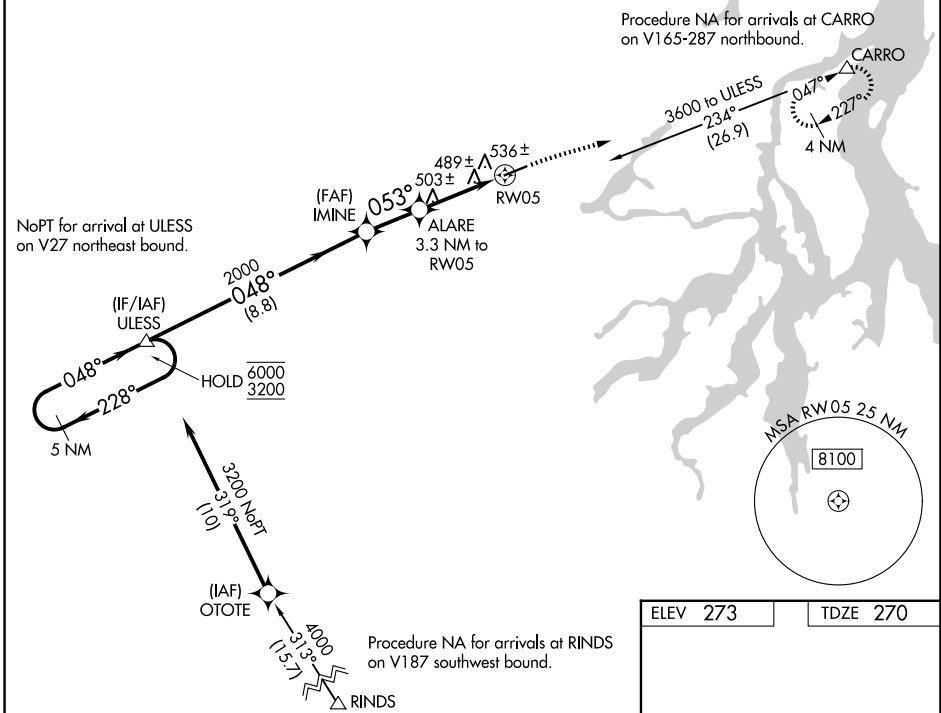 Procedure NA for arrivals at CARRO
on V165-287 northbound.
CARRO
047°
227°
4 NM
3600 to ULESS
234°
(26.9)
536±
489±
503±
RW05
(FAF)
IMINE
053°
ALARE
3.3 NM to
RW05
NoPT for arrival at ULESS
on V27 northeast bound.
2000
048°
(8.8)
(IF/IAF)
ULESS
048°
228°
HOLD 6000
3200
5 NM
3200 NoPT
319°
(10)
(IAF)
OTOTE
4000
313°
(15.7)
RINDS
Procedure NA for arrivals at RINDS
on V187 southwest bound.
MSA RW05 25 NM
8100
ELEV 273
TDZE 270